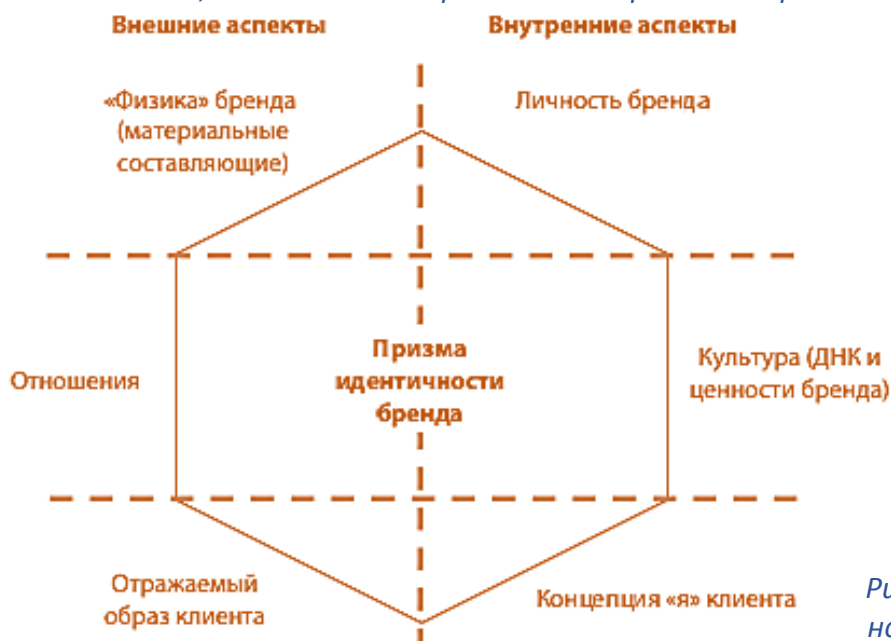 Внешние аспекты
Внутренние аспекты
«Физика» бренда
(материальные
составляющие)
Личность бренда
Отношения
Призма
идентичности
бренда
Культура (ДНК и
ценности бренда)
Отражаемый
образ клиента
Концепция «я» клиента